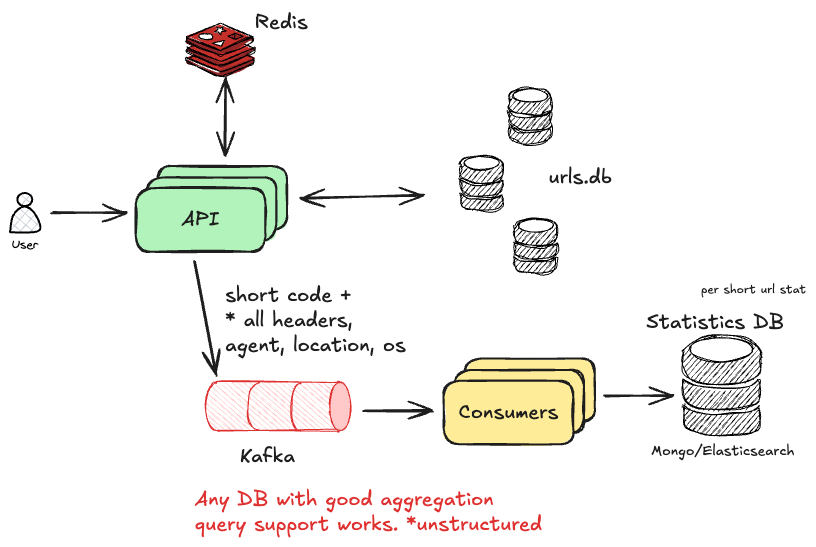 Redis
urls.db
API
User
short code +
* all headers,
agent, location, os
per short url stat
Statistics DB
Consumers
Mongo/Elasticsearch
Kafka
Any DB with good aggregation
query support works. *unstructured